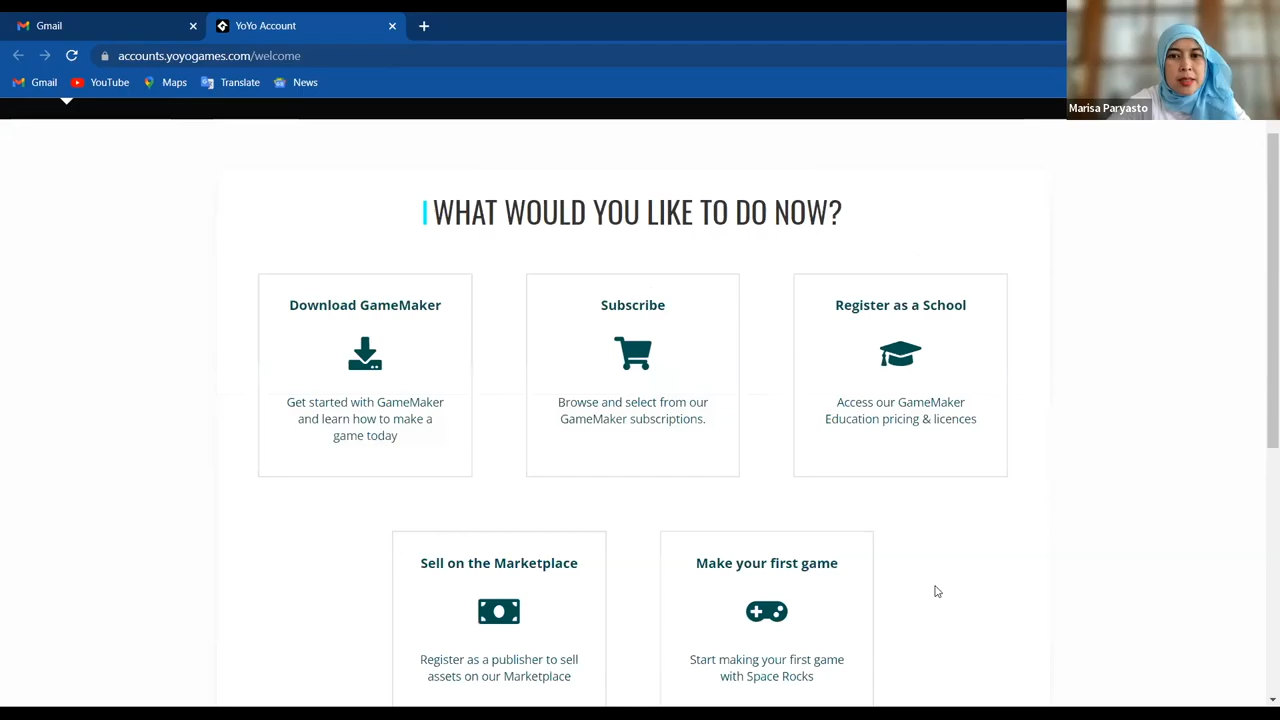 Gmail
YoYo Account
accounts.yoyogames.com/welcome
Gmail
YouTube
Maps
Translate
News
Marisa Paryasto
WHAT WOULD YOU LIKE TO DO NOW?
Download GameMaker
Get started with GameMaker
and learn how to make a
game today
Subscribe
Browse and select from our
GameMaker subscriptions.
Register as a School
Access our GameMaker
Education pricing & licences
Sell on the Marketplace
Register as a publisher to sell
assets on our Marketplace
Make your first game
Start making your first game
with Space Rocks